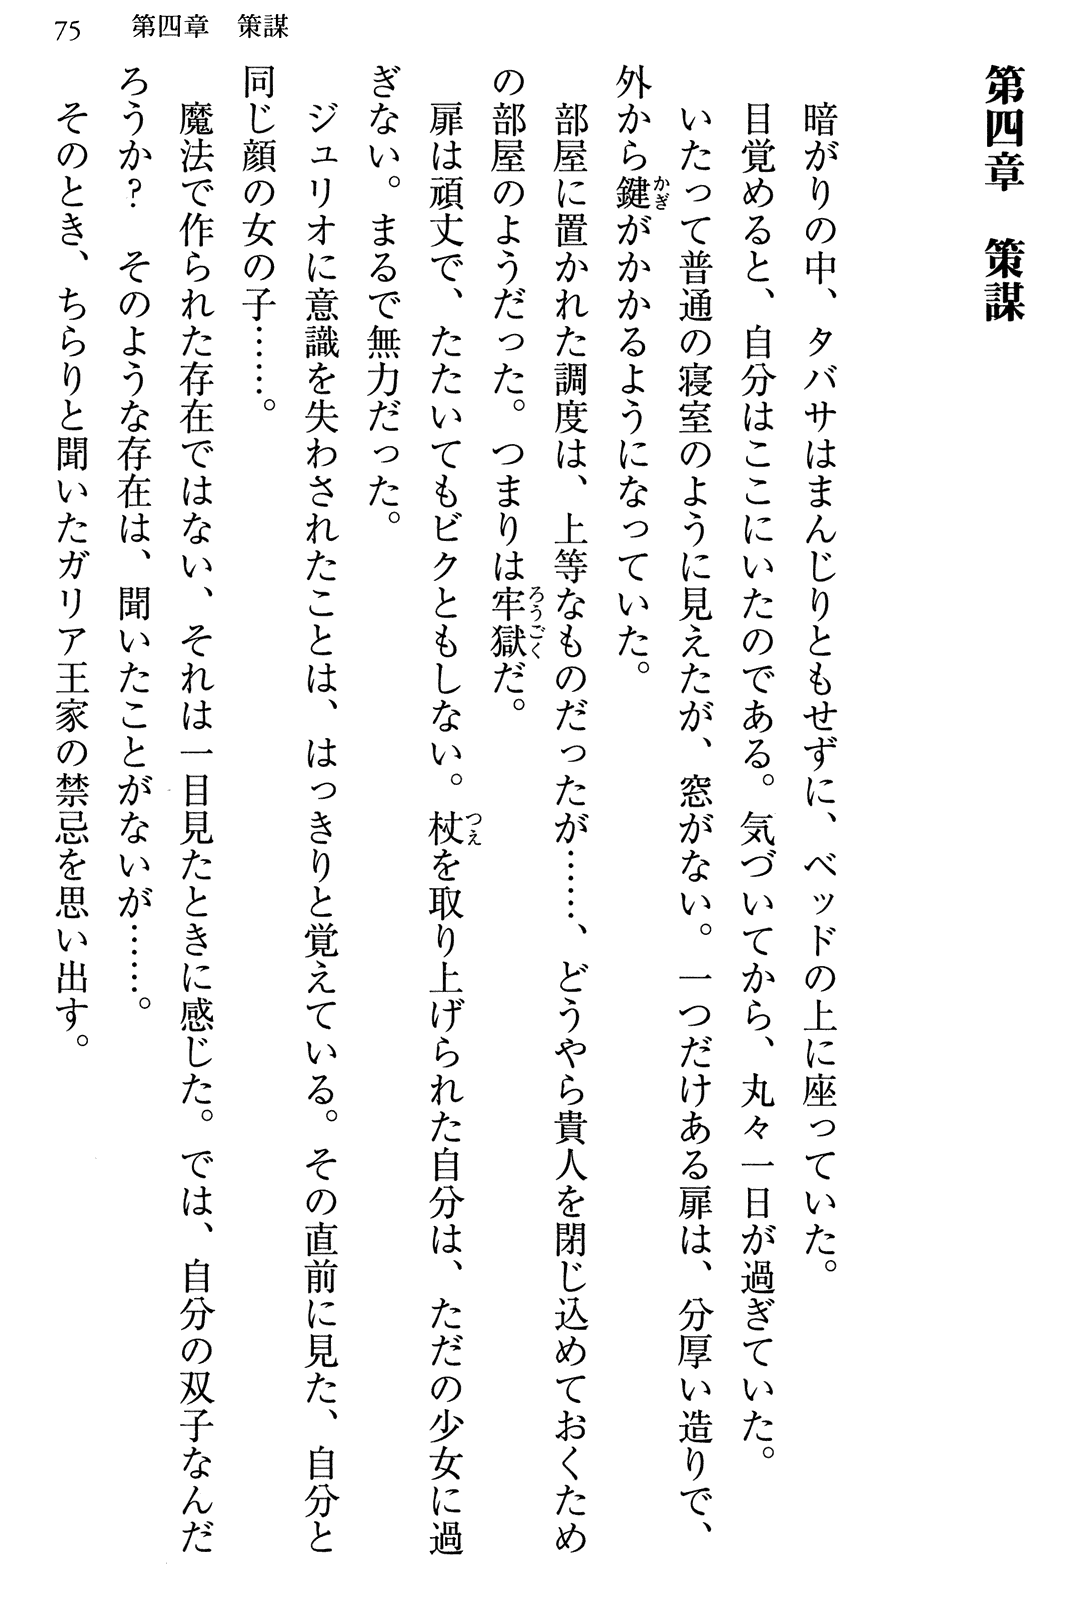 75　第四章　策謀
第四章　策謀
暗がりの中、タバサはまんじりともせずに、ベッドの上に座っていた。
目覚めると、自分はここにいたのである。気づいてから、丸々一日が過ぎていた。
いたって普通の寝室のように見えたが、窓がない。一つだけある扉は、分厚い造りで、
外から鍵がかかるようになっていた。
部屋に置かれた調度は、上等なものだったが……、どうやら貴人を閉じ込めておくため
の部屋のようだった。つまりは牢獄だ。
扉は頑丈で、たたいてもビクともしない。杖を取り上げられた自分は、ただの少女に過
ぎない。まるで無力だった。
ジュリオに意識を失わされたことは、はっきりと覚えている。その直前に見た、自分と
同じ顔の女の子……。
魔法で作られた存在ではない、それは一目見たときに感じた。では、自分の双子なんだ
ろうか？　そのような存在は、聞いたことがないが……。
そのとき、ちらりと聞いたガリア王家の禁忌を思い出す。
かぎ
ろうごく
つえ